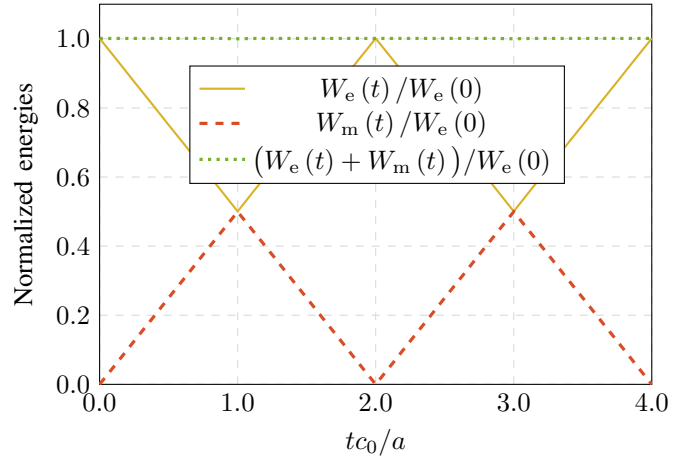 1.0
0.8
0.6
0.4
0.2
0.0
Normalized energies
W_e (t) /W_e (0)
W_m (t) /W_e (0)
(W_e (t) + W_m (t) )/W_e (0)
0.0 1.0 2.0 3.0 4.0
tc_0/a